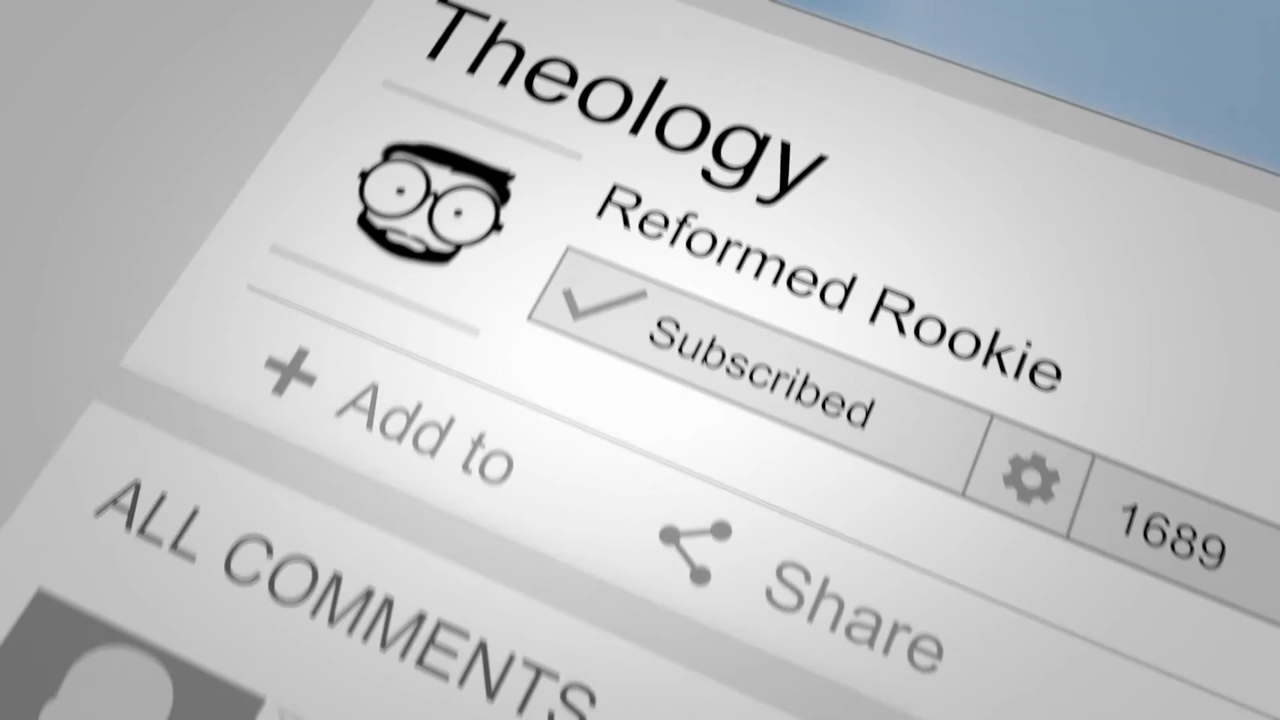 Theology
Reformed Rookie
Subscribed
1689
Add to
Share
ALL COMMENTS